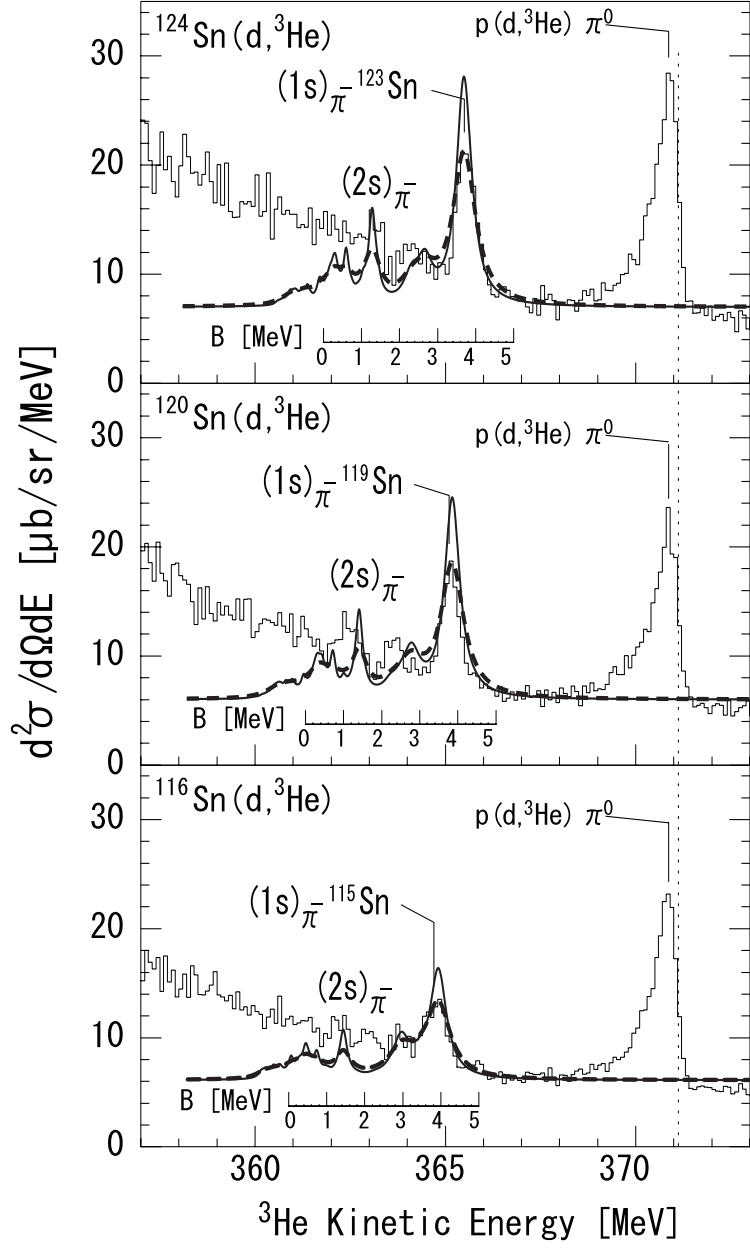 ¹²⁴Sn(d,³He)
p(d,³He) π⁰
(1s)π⁻¹²³Sn
(2s)π⁻
B [MeV]
0 1 2 3 4 5
30
20
10
0
¹²⁰Sn(d,³He)
p(d,³He) π⁰
(1s)π⁻¹¹⁹Sn
(2s)π⁻
B [MeV]
0 1 2 3 4 5
30
20
10
0
¹¹⁶Sn(d,³He)
p(d,³He) π⁰
(1s)π⁻¹¹⁵Sn
(2s)π⁻
B [MeV]
0 1 2 3 4 5
30
20
10
0
360 365 370
³He Kinetic Energy [MeV]
d²σ/dΩdE [μb/sr/MeV]